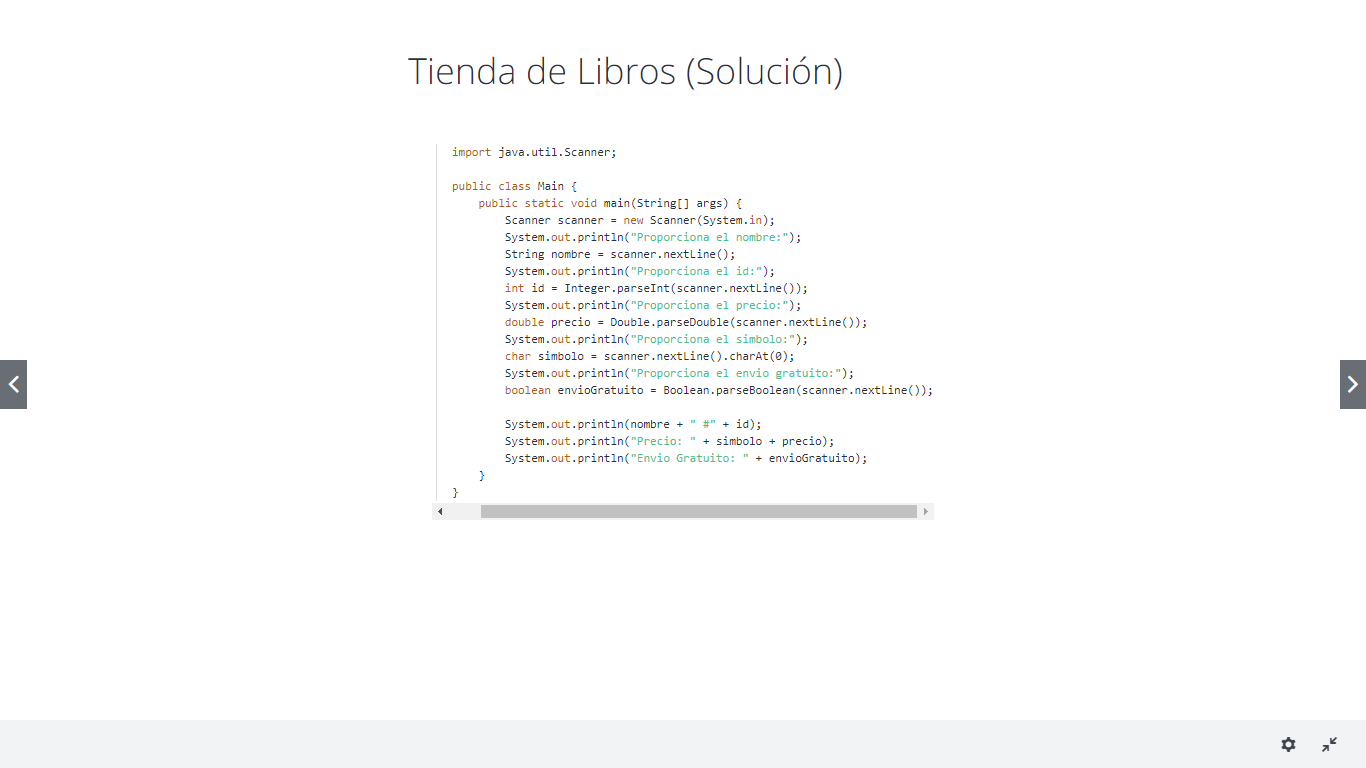 Tienda de Libros (Solución)
import java.util.Scanner;
public class Main {
public static void main(String[] args) {
Scanner scanner = new Scanner(System.in);
System.out.println("Proporciona el nombre:");
String nombre = scanner.nextLine();
System.out.println("Proporciona el id:");
int id = Integer.parseInt(scanner.nextLine());
System.out.println("Proporciona el precio:");
double precio = Double.parseDouble(scanner.nextLine());
System.out.println("Proporciona el simbolo:");
char simbolo = scanner.nextLine().charAt(0);
System.out.println("Proporciona el envio gratuito:");
boolean envioGratuito = Boolean.parseBoolean(scanner.nextLine());
System.out.println(nombre + " #" + id);
System.out.println("Precio: " + simbolo + precio);
System.out.println("Envio Gratuito: " + envioGratuito);
}
}